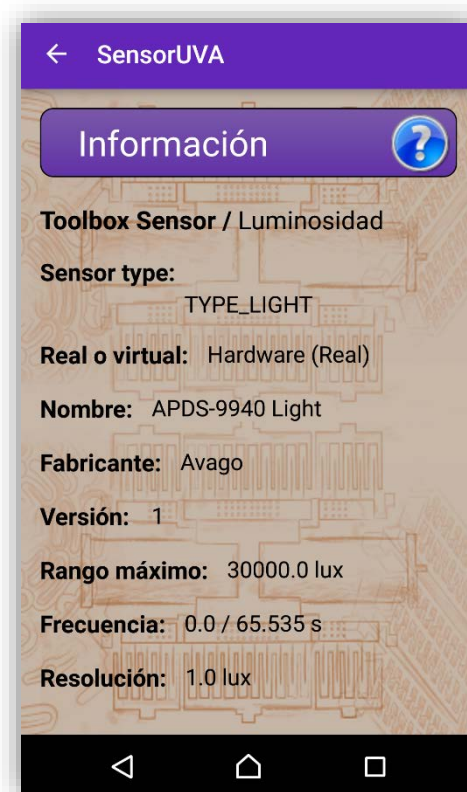 SensorUVA
Información
?
Toolbox Sensor / Luminosidad
Sensor type:
TYPE_LIGHT
Real o virtual: Hardware (Real)
Nombre: APDS-9940 Light
Fabricante: Avago
Versión: 1
Rango máximo: 30000.0 lux
Frecuencia: 0.0 / 65.535 s
Resolución: 1.0 lux